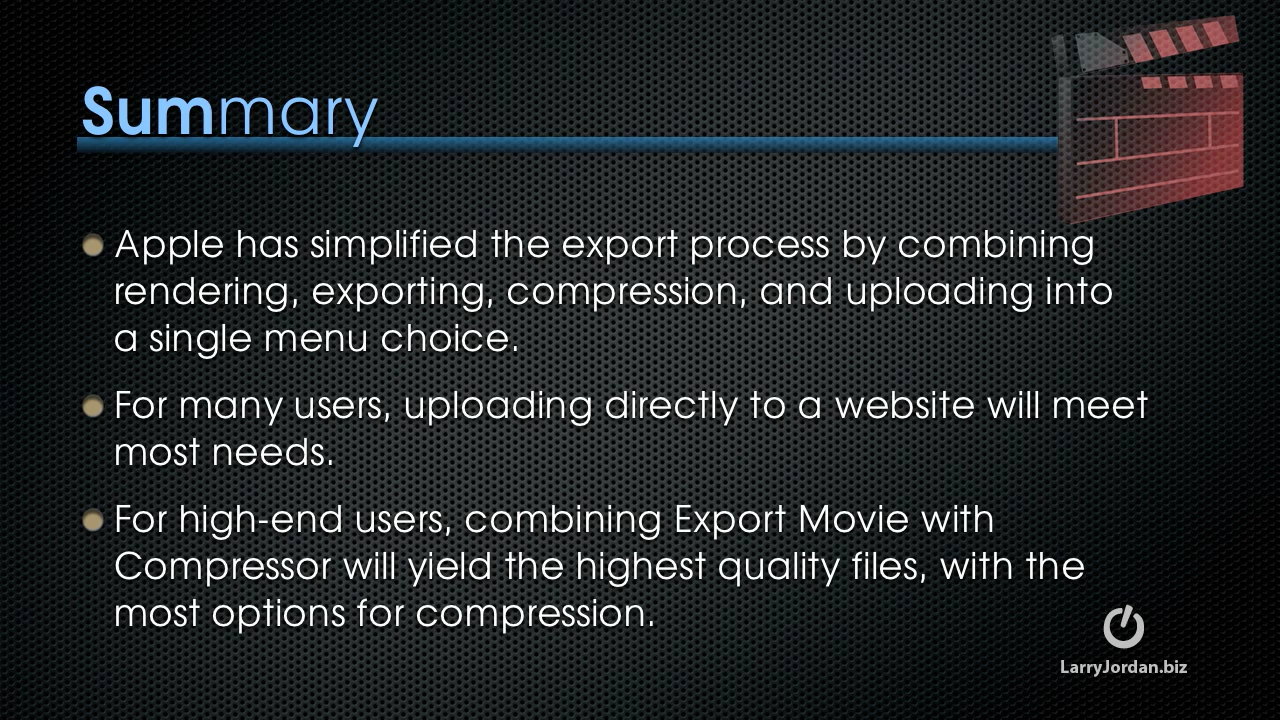 Summary
Apple has simplified the export process by combining
rendering, exporting, compression, and uploading into
a single menu choice.
For many users, uploading directly to a website will meet
most needs.
For high-end users, combining Export Movie with
Compressor will yield the highest quality files, with the
most options for compression.
LarryJordan.biz